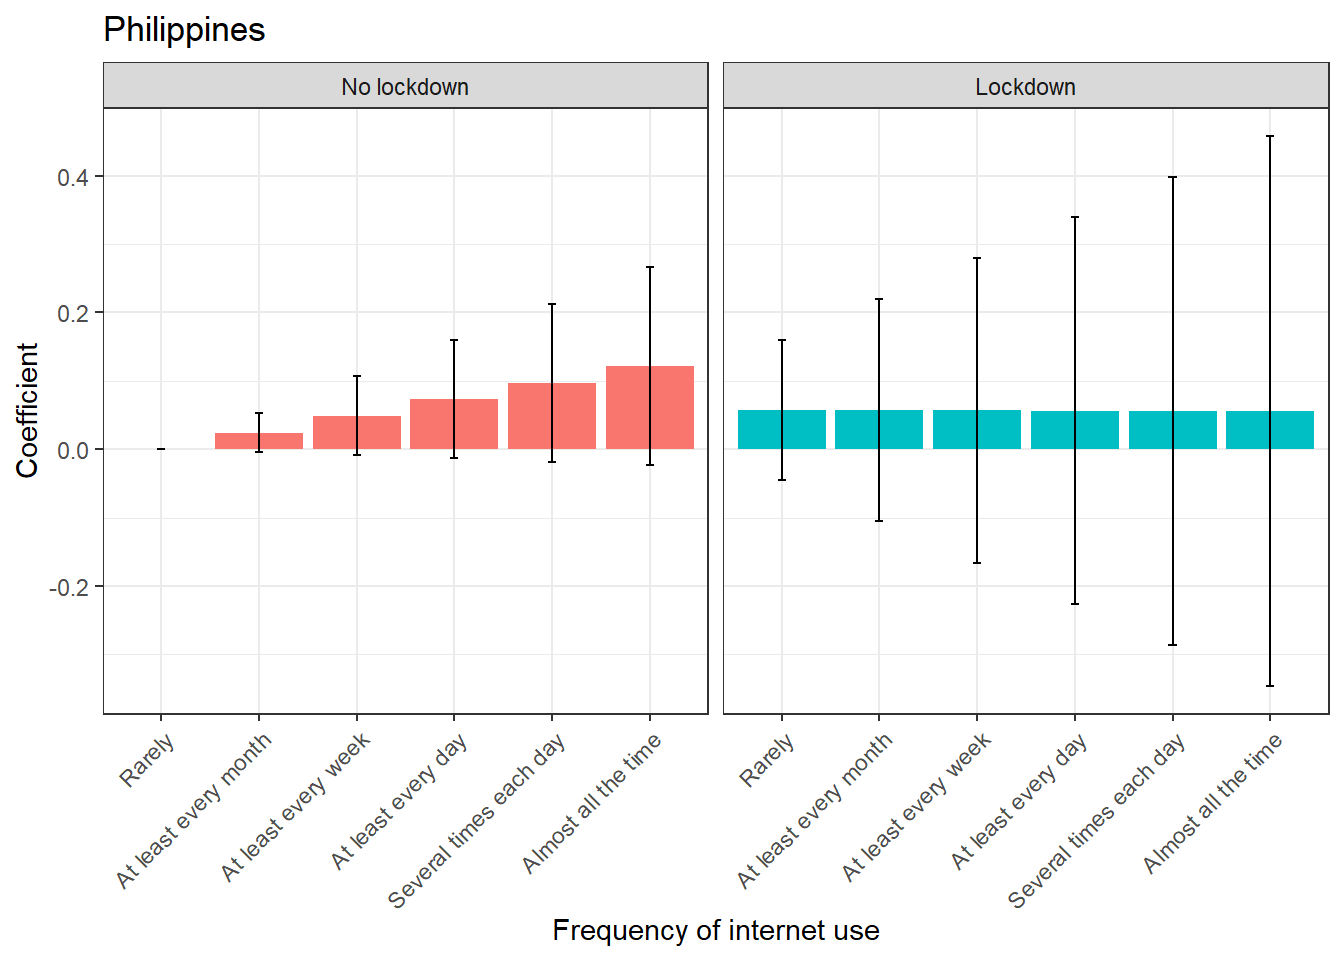 Philippines
No lockdown
Lockdown
Coefficient
0.4
0.2
0.0
-0.2
Rarely
At least every month
At least every week
At least every day
Several times each day
Almost all the time
Rarely
At least every month
At least every week
At least every day
Several times each day
Almost all the time
Frequency of internet use